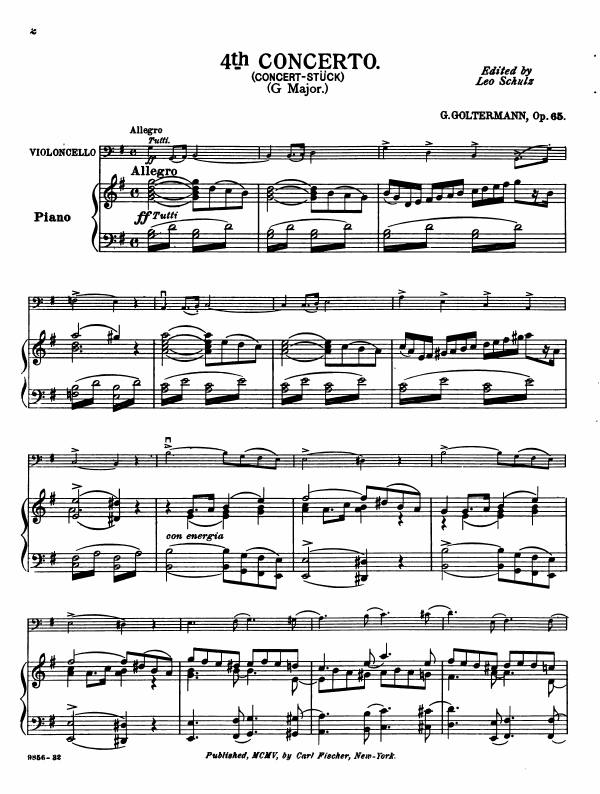 2
4th CONCERTO.
(CONCERT-STÜCK)
(G Major.)
Edited by
Leo Schulz
G. GOLTERMANN, Op. 65.
Allegro
Tutti.
VIOLONCELLO
ff
Allegro
Piano
ff Tutti
con energia
9856-32
Published, MCMV, by Carl Fischer, New-York.